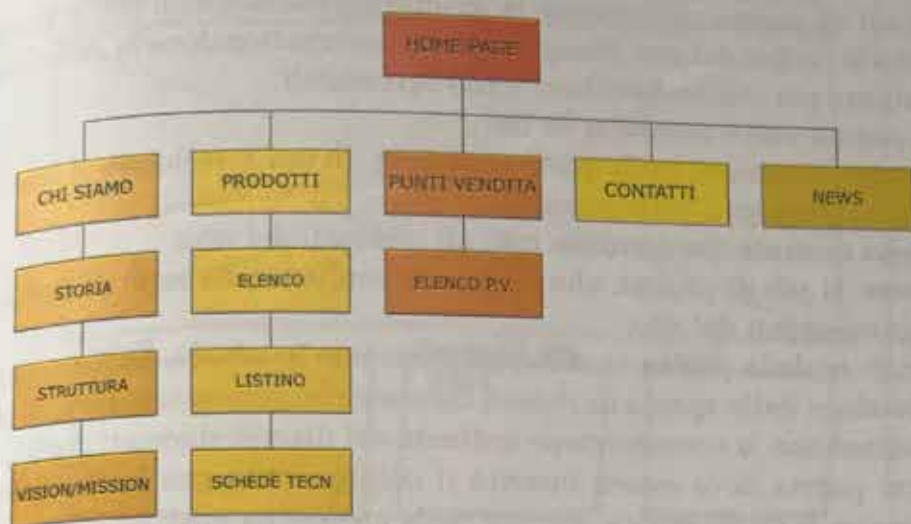 HOME PAGE
CHI SIAMO
PRODOTTI
PUNTI VENDITA
CONTATTI
NEWS
STORIA
ELENCO
ELENCO P.V.
STRUTTURA
LISTINO
VISION/MISSION
SCHEDE TECN